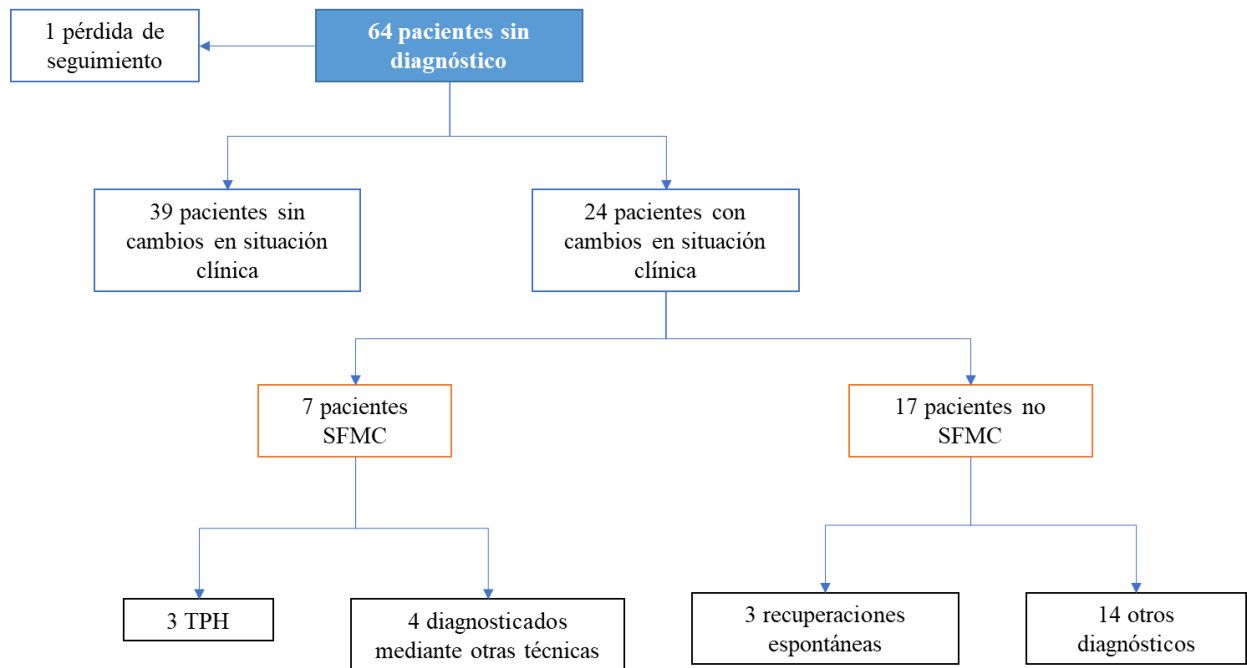 1 pérdida de
seguimiento
64 pacientes sin
diagnóstico
39 pacientes sin
cambios en situación
clínica
24 pacientes con
cambios en situación
clínica
7 pacientes
SFMC
17 pacientes no
SFMC
3 TPH
4 diagnosticados
mediante otras técnicas
3 recuperaciones
espontáneas
14 otros
diagnósticos